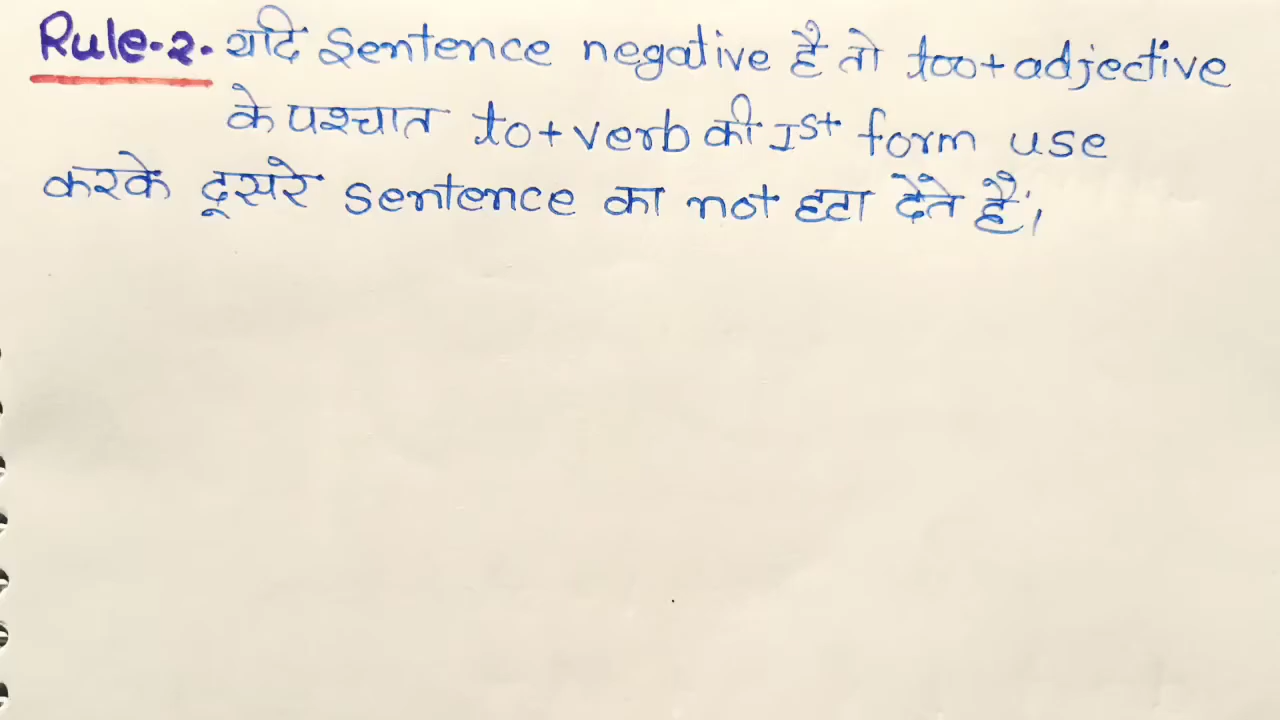 Rule-2. यदि Sentence negative है तो too+adjective
के पश्चात to+verb की Ist form use
करके दूसरे sentence का not हटा देते है।